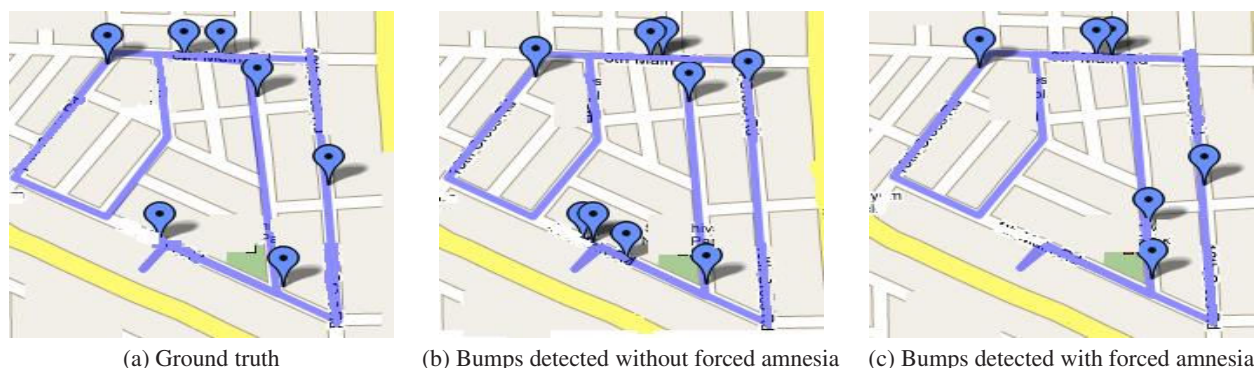 (a) Ground truth
(b) Bumps detected without forced amnesia
(c) Bumps detected with forced amnesia